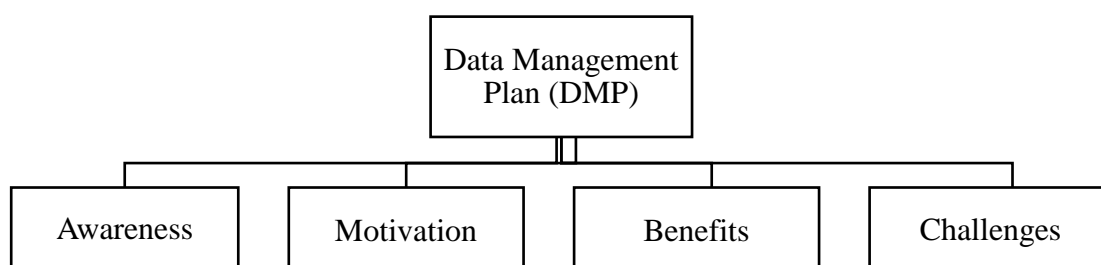 Data Management
Plan (DMP)
Awareness
Motivation
Benefits
Challenges